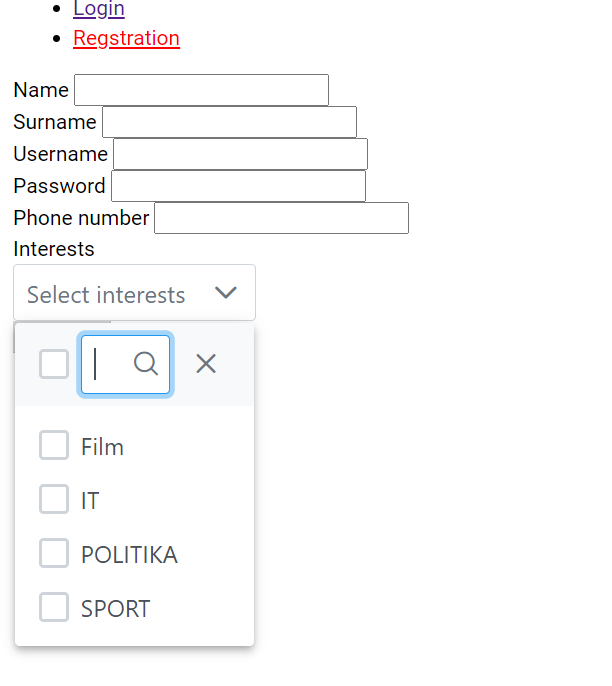 Login
Regstration
Name
Surname
Username
Password
Phone number
Interests
Select interests
Film
IT
POLITIKA
SPORT